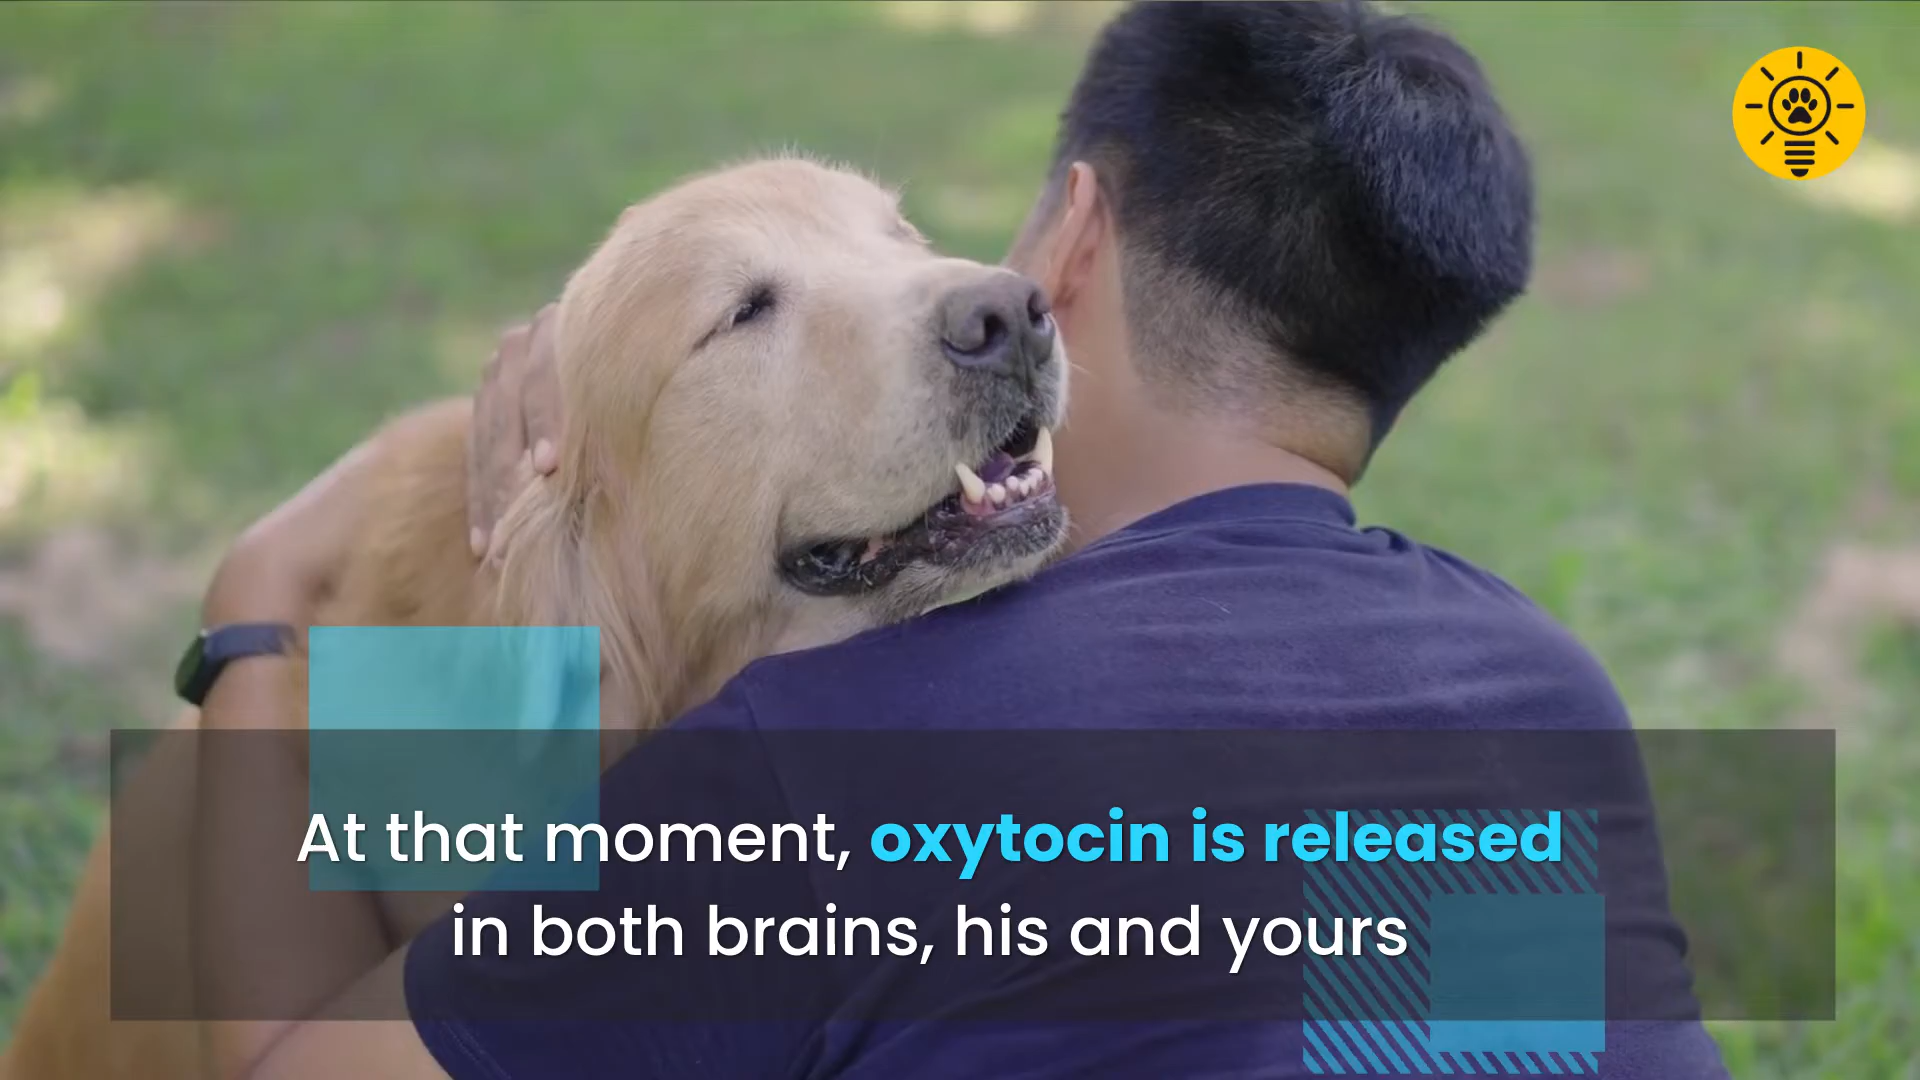 At that moment, oxytocin is released
in both brains, his and yours